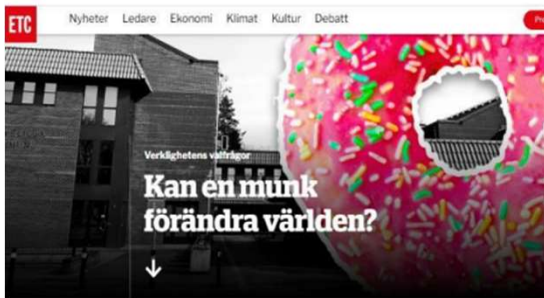 ETC
Nyheter Ledare Ekonomi Klimat Kultur Debatt
Verklighetens valfrågor
Kan en munk
förändra världen?